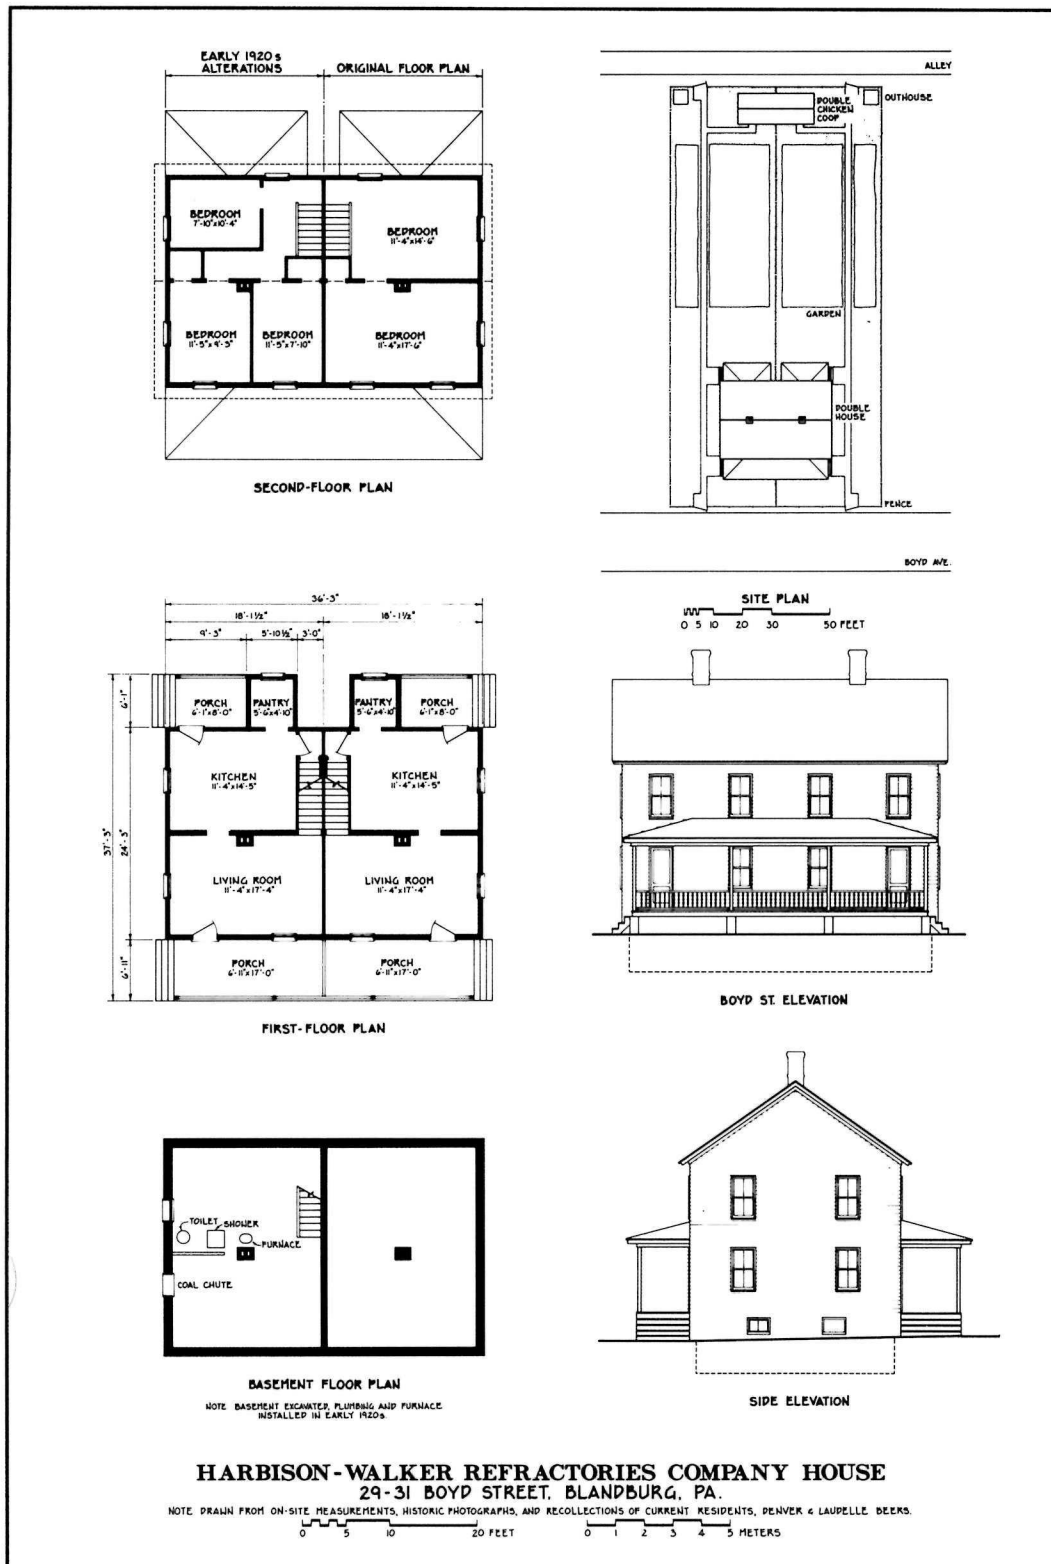 EARLY 1920s
ALTERATIONS
ORIGINAL FLOOR PLAN
BEDROOM
7'-10"x10'-4"
BEDROOM
11'-4"x14'-6"
BEDROOM
11'-5"x9'-3"
BEDROOM
11'-5"x7'-10"
BEDROOM
11'-4"x17'-6"
SECOND-FLOOR PLAN
ALLEY
DOUBLE
CHICKEN
COOP
OUTHOUSE
GARDEN
DOUBLE
HOUSE
FENCE
BOYD AVE.
SITE PLAN
0 5 10 20 30 50 FEET
36'-3"
18'-1½" 18'-1½"
9'-3" 5'-10½" 3'-0"
6'-1"
37'-3"
24'-3"
6'-11"
PORCH
6'-1"x8'-0"
PANTRY
5'-6"x4'-10"
PANTRY
5'-6"x4'-10"
PORCH
6'-1"x8'-0"
KITCHEN
11'-4"x14'-5"
KITCHEN
11'-4"x14'-5"
LIVING ROOM
11'-4"x17'-4"
LIVING ROOM
11'-4"x17'-4"
PORCH
6'-11"x17'-0"
PORCH
6'-11"x17'-0"
FIRST-FLOOR PLAN
BOYD ST. ELEVATION
TOILET
SHOWER
FURNACE
COAL CHUTE
BASEMENT FLOOR PLAN
NOTE BASEMENT EXCAVATED, PLUMBING AND FURNACE
INSTALLED IN EARLY 1920s
SIDE ELEVATION
HARBISON-WALKER REFRACTORIES COMPANY HOUSE
29-31 BOYD STREET, BLANDBURG, PA.
NOTE DRAWN FROM ON-SITE MEASUREMENTS, HISTORIC PHOTOGRAPHS, AND RECOLLECTIONS OF CURRENT RESIDENTS, DENVER & LAUDELLE BEERS.
0 5 10 20 FEET
0 1 2 3 4 5 METERS